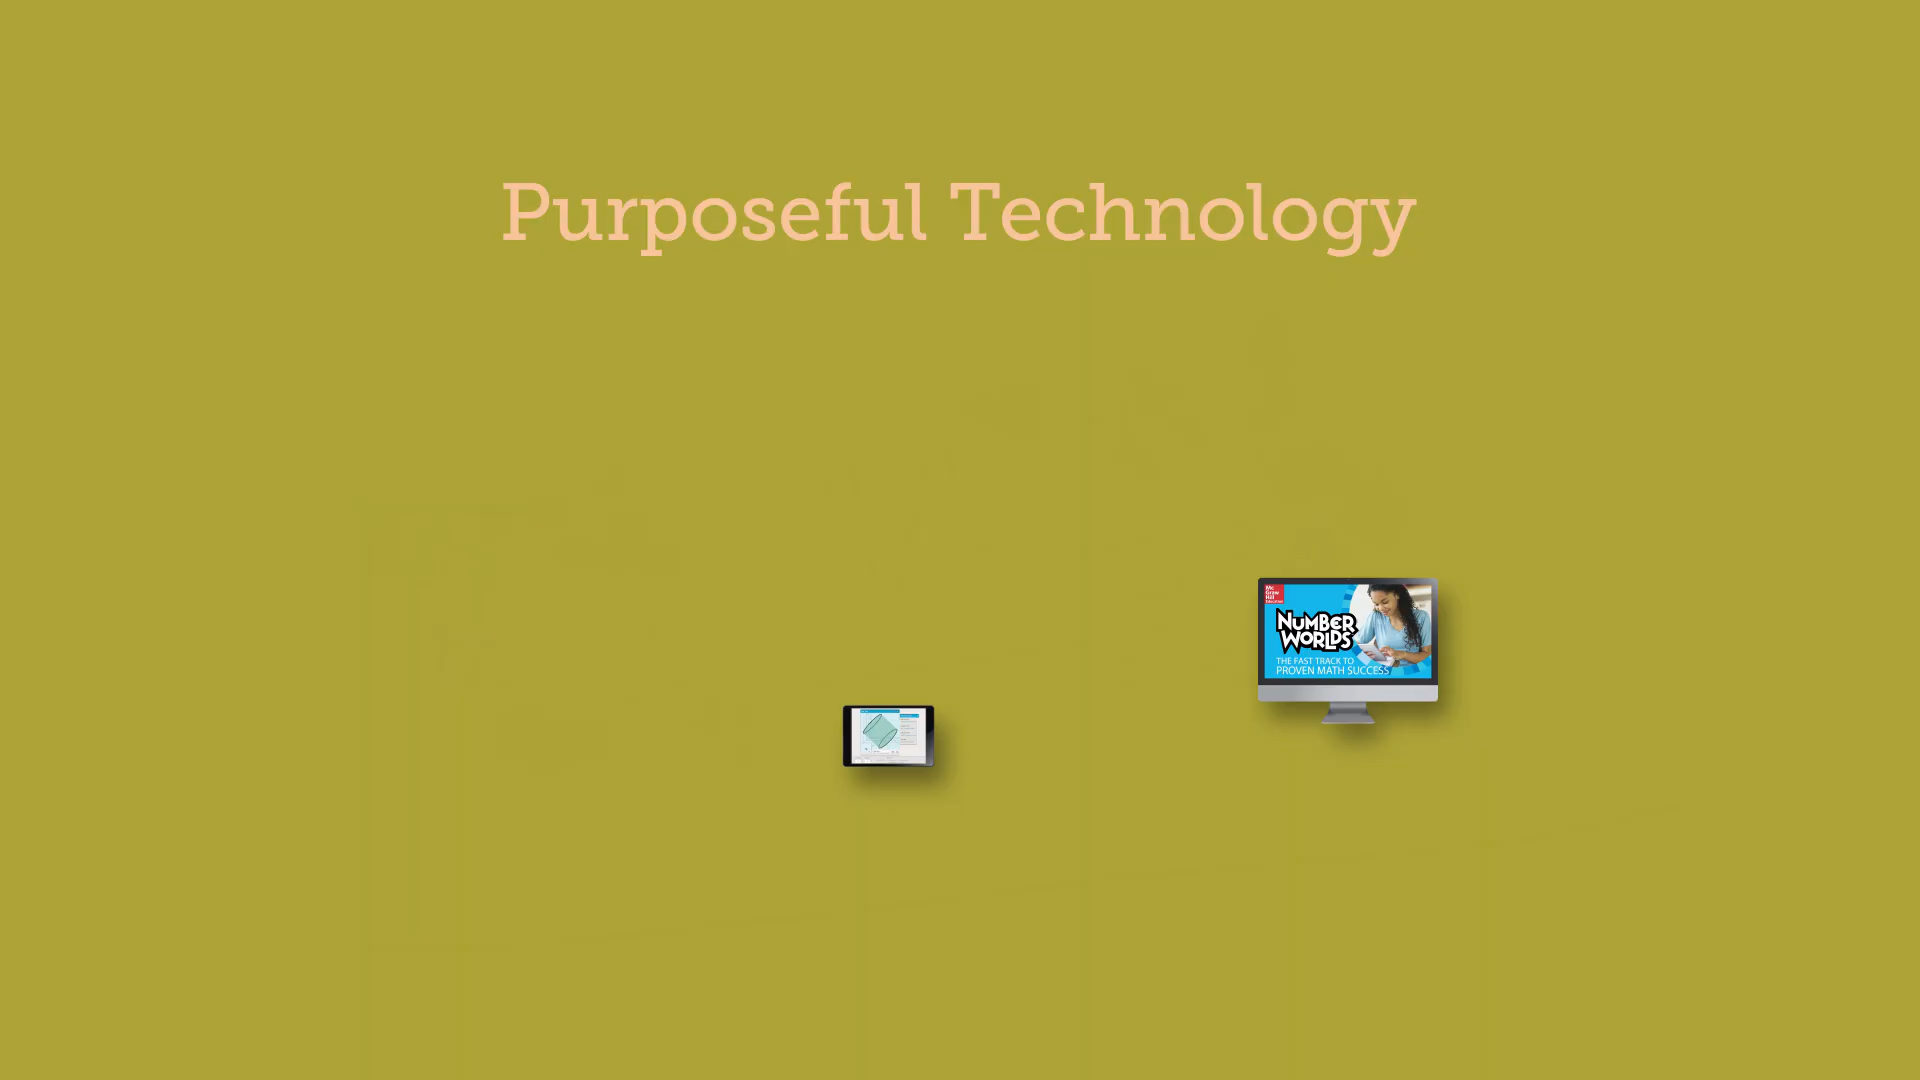 Purposeful Technology
Mc
Graw
Hill
Education
NUMBER
WORLDS
THE FAST TRACK TO
PROVEN MATH SUCCESS